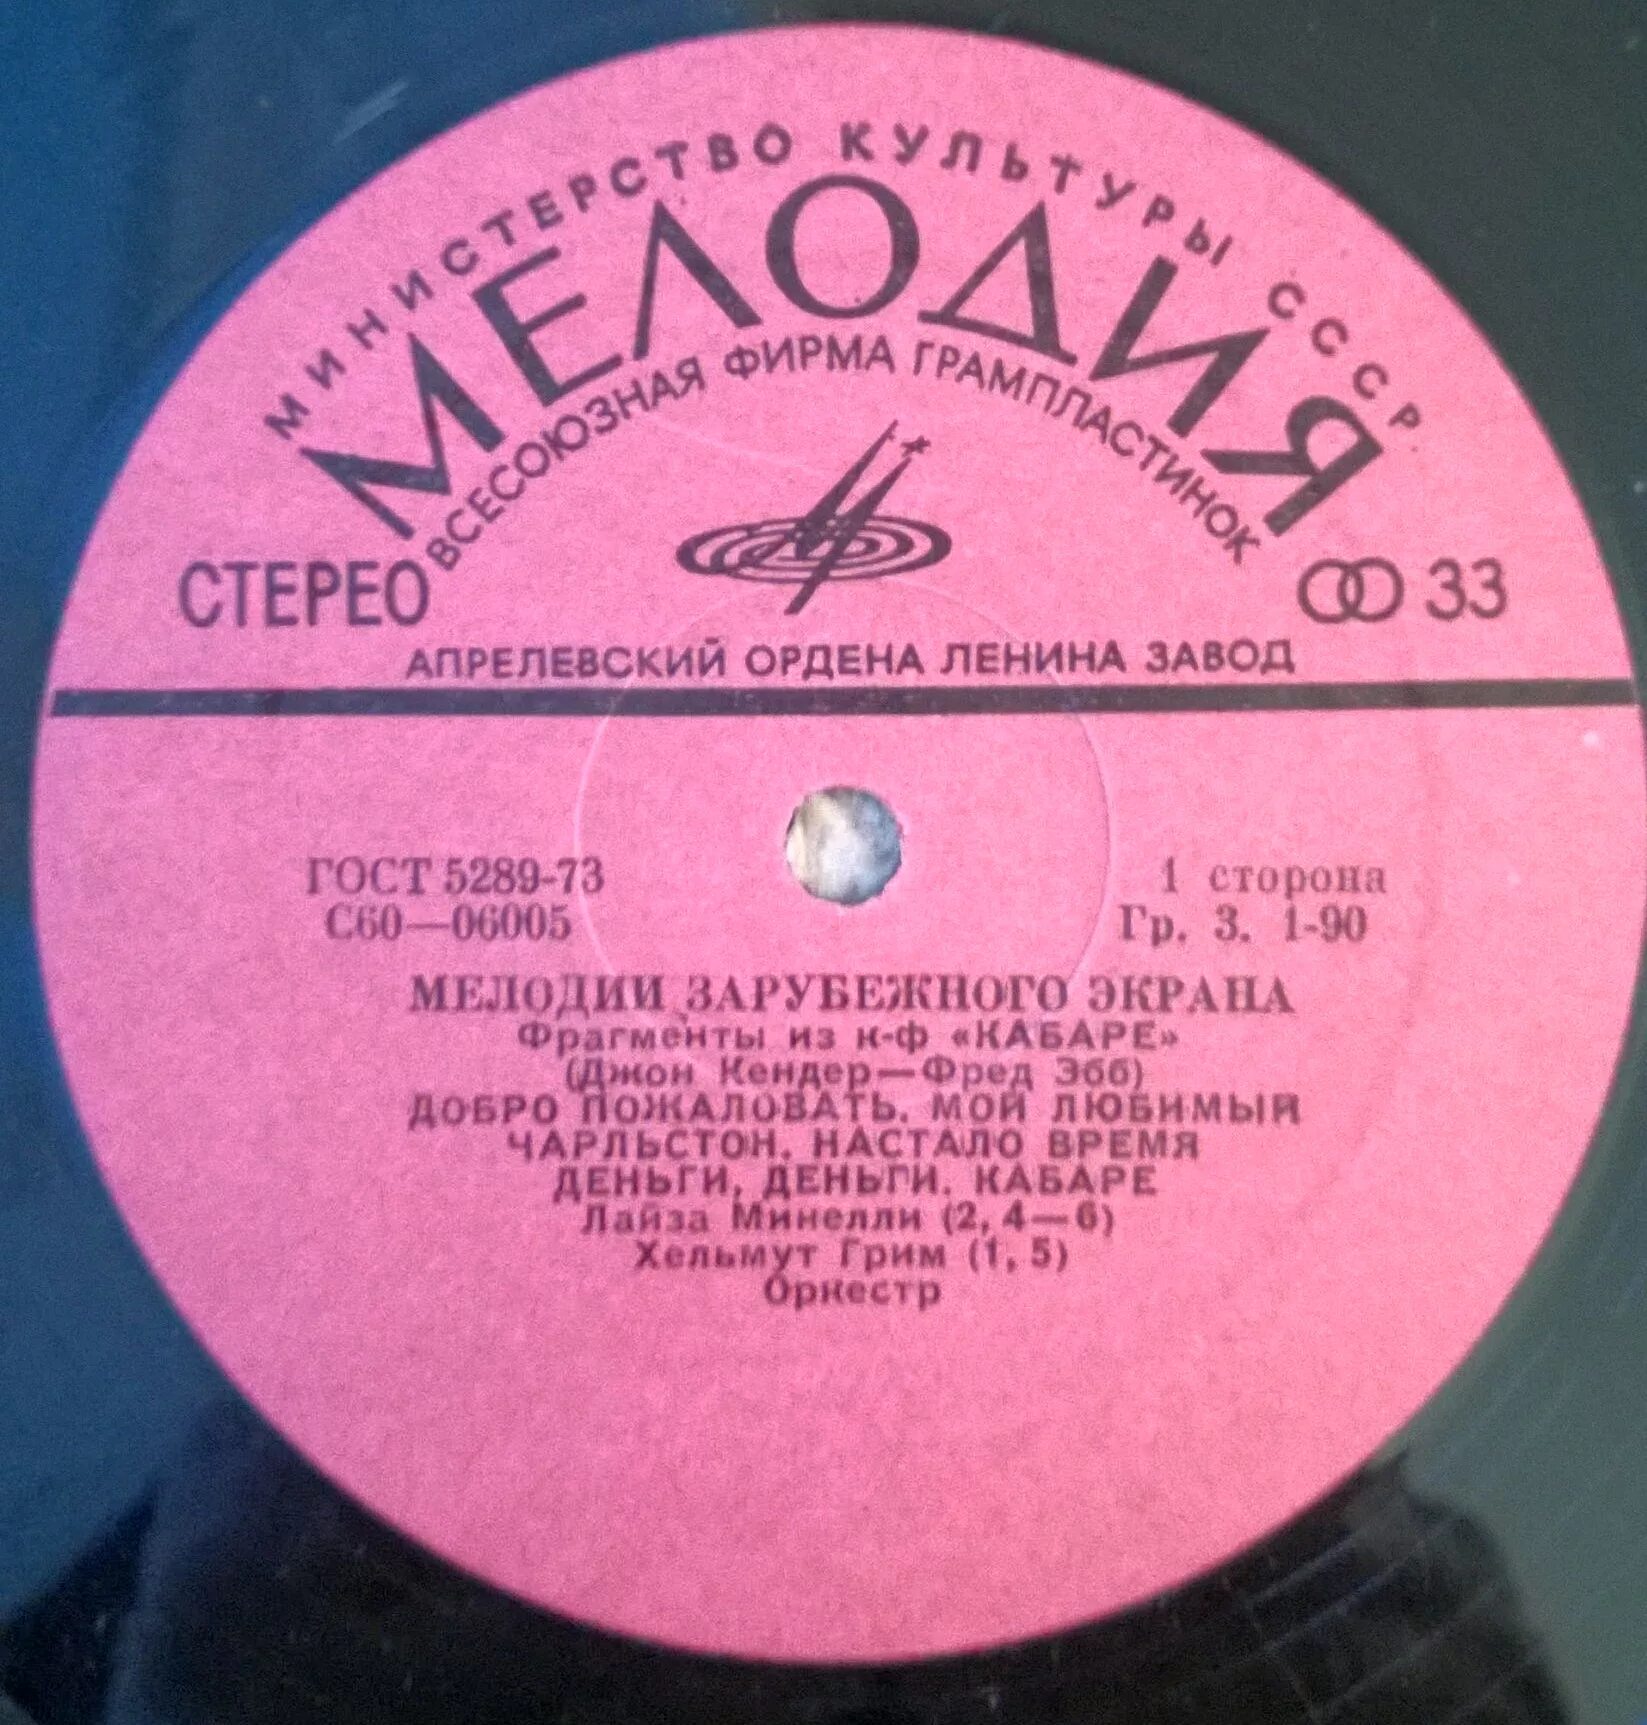 МИНИСТЕРСТВО КУЛЬТУРЫ СССР
МЕЛОДИЯ
ВСЕСОЮЗНАЯ ФИРМА ГРАМПЛАСТИНОК
СТЕРЕО
33
АПРЕЛЕВСКИЙ ОРДЕНА ЛЕНИНА ЗАВОД
ГОСТ 5289-73
1 сторона
С60—06005
Гр. 3. 1-90
МЕЛОДИИ ЗАРУБЕЖНОГО ЭКРАНА
Фрагменты из к-ф «КАБАРЕ»
(Джон Кендер—Фред Эбб)
ДОБРО ПОЖАЛОВАТЬ. МОЙ ЛЮБИМЫЙ
ЧАРЛЬСТОН. НАСТАЛО ВРЕМЯ
ДЕНЬГИ, ДЕНЬГИ. КАБАРЕ
Лайза Минелли (2, 4—6)
Хельмут Грим (1, 5)
Оркестр